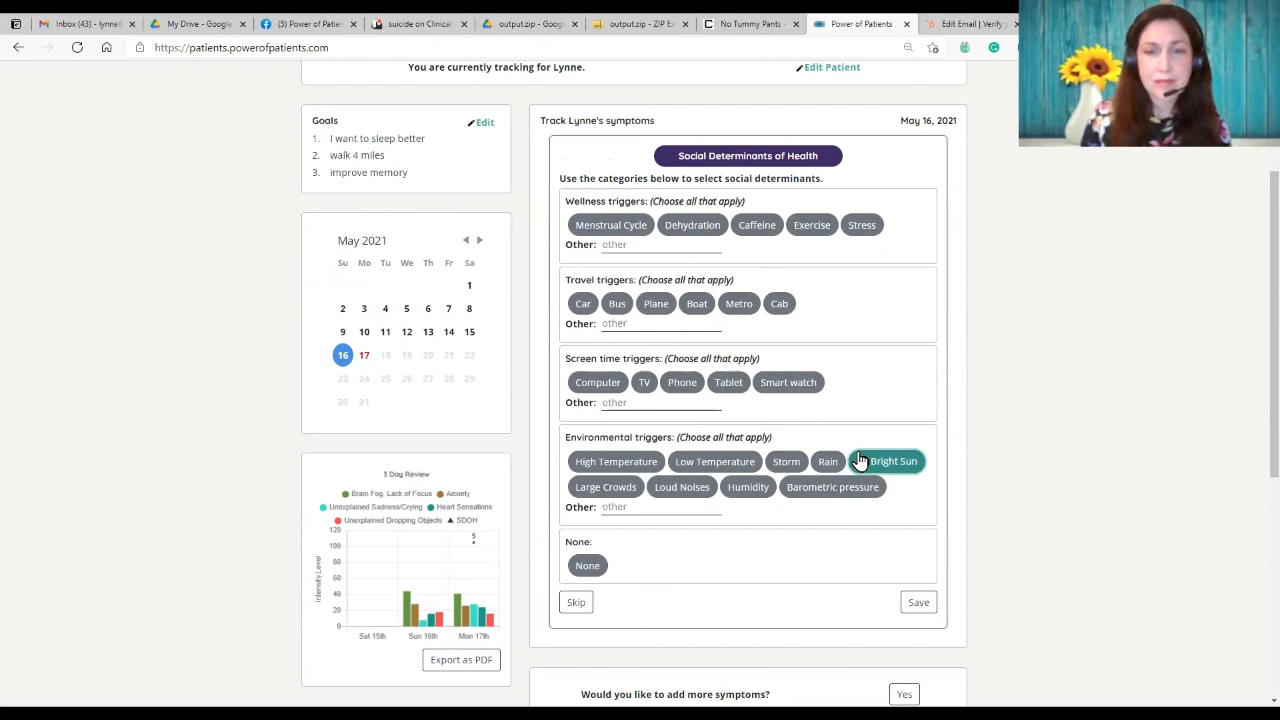 Inbox (43) - lynne@
My Drive - Google
(5) Power of Patie
suicide on Clinical
output.zip - Goog
output.zip - ZIP Ex
No Tummy Pants -
Power of Patients
Edit Email | Verify y
https://patients.powerofpatients.com
You are currently tracking for Lynne.
Edit Patient
Goals
Edit
1. I want to sleep better
2. walk 4 miles
3. improve memory
May 2021
Su Mo Tu We Th Fr Sa
1
2 3 4 5 6 7 8
9 10 11 12 13 14 15
16 17 18 19 20 21 22
23 24 25 26 27 28 29
30 31
3 Day Review
Brain Fog, Lack of Focus Anxiety
Unexplained Sadness/Crying Heart Sensations
Unexplained Dropping Objects SDOH
Intensity Level
120
100
80
60
40
20
0
5
Sat 15th Sun 16th Mon 17th
Export as PDF
Track Lynne's symptoms
May 16, 2021
Social Determinants of Health
Use the categories below to select social determinants.
Wellness triggers: (Choose all that apply)
Menstrual Cycle Dehydration Caffeine Exercise Stress
Other: other
Travel triggers: (Choose all that apply)
Car Bus Plane Boat Metro Cab
Other: other
Screen time triggers: (Choose all that apply)
Computer TV Phone Tablet Smart watch
Other: other
Environmental triggers: (Choose all that apply)
High Temperature Low Temperature Storm Rain Bright Sun
Large Crowds Loud Noises Humidity Barometric pressure
Other: other
None:
None
Skip
Save
Would you like to add more symptoms?
Yes